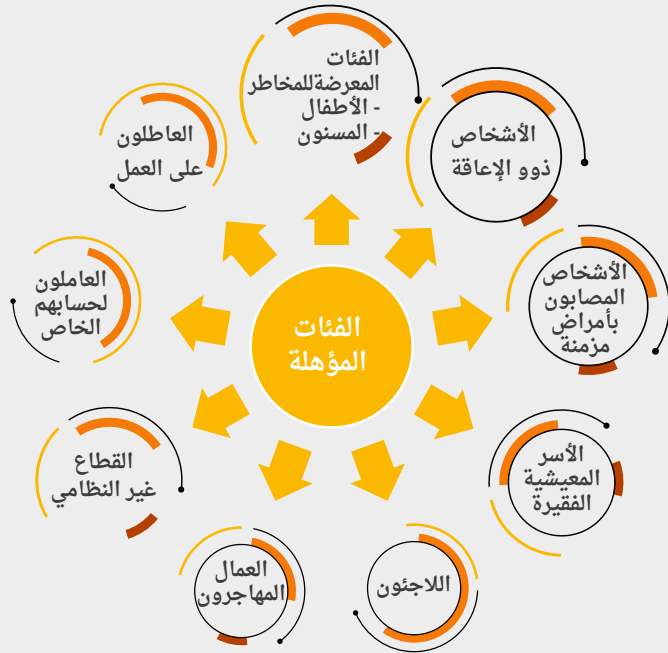 الفئات
المؤهلة
الفئات
المعرضةللمخاطر
- الأطفال
- المسنون
الأشخاص
ذوو الإعاقة
الأشخاص
المصابون
بأمراض
مزمنة
الأسر
المعيشية
الفقيرة
اللاجئون
العمال
المهاجرون
القطاع
غير النظامي
العاملون
لحسابهم
الخاص
العاطلون
على العمل